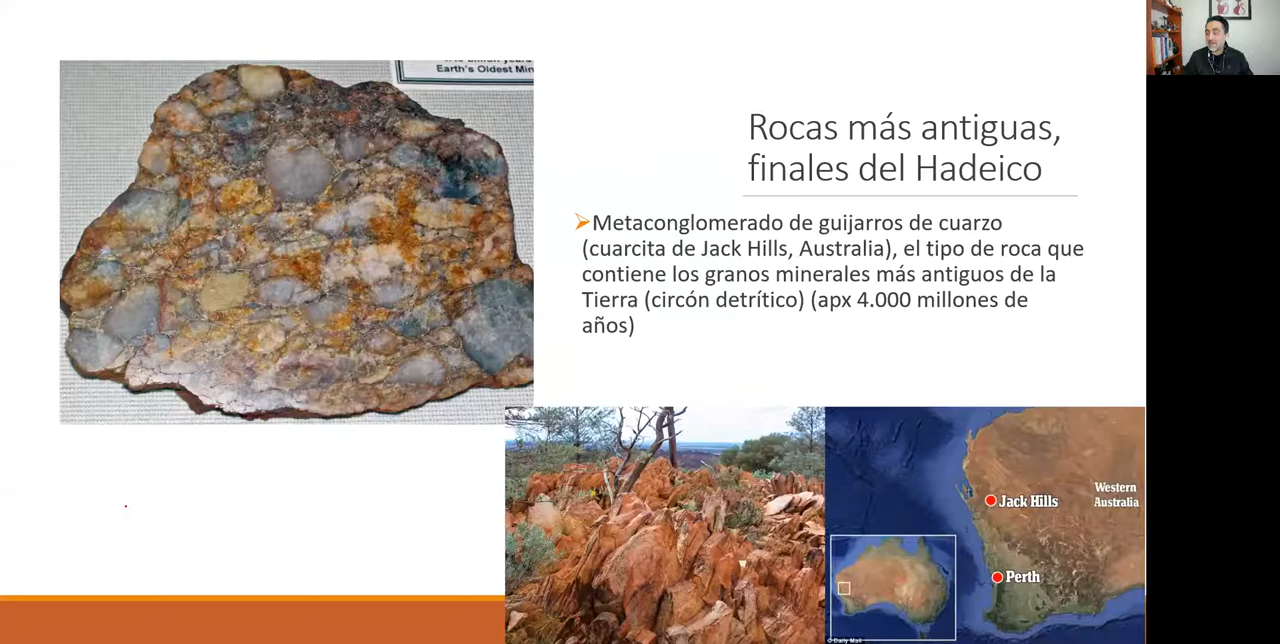 Earth's Oldest Min
Rocas más antiguas,
finales del Hadeico
➢Metaconglomerado de guijarros de cuarzo
(cuarcita de Jack Hills, Australia), el tipo de roca que
contiene los granos minerales más antiguos de la
Tierra (circón detrítico) (apx 4.000 millones de
años)
Jack Hills
Western
Australia
Perth
© Daily Mail